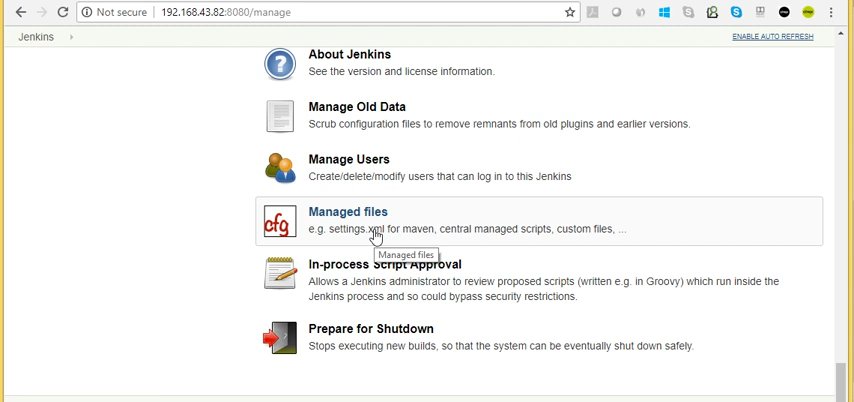 Not secure | 192.168.43.82:8080/manage
Jenkins
ENABLE AUTO REFRESH
About Jenkins
See the version and license information.
Manage Old Data
Scrub configuration files to remove remnants from old plugins and earlier versions.
Manage Users
Create/delete/modify users that can log in to this Jenkins
cfg
Managed files
e.g. settings.xml for maven, central managed scripts, custom files, ...
Managed files
In-process Script Approval
Allows a Jenkins administrator to review proposed scripts (written e.g. in Groovy) which run inside the
Jenkins process and so could bypass security restrictions.
Prepare for Shutdown
Stops executing new builds, so that the system can be eventually shut down safely.